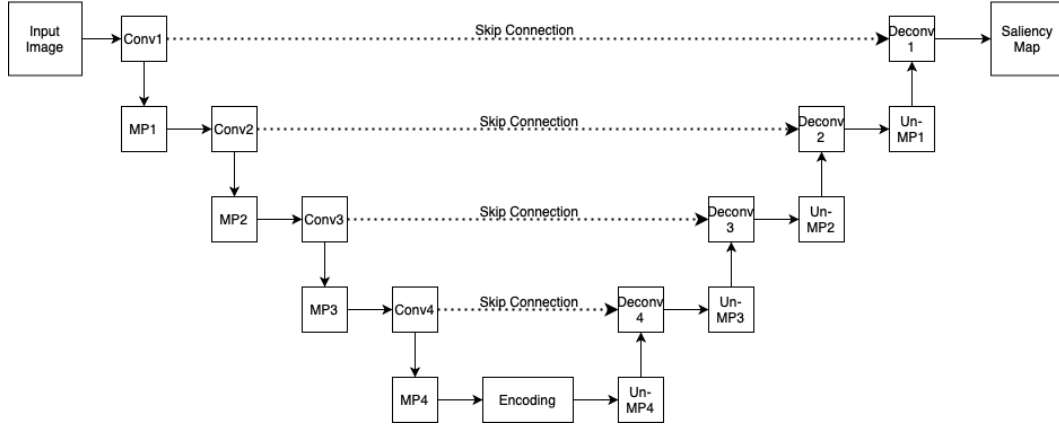 Input
Image
Conv1
Skip Connection
Deconv
1
Saliency
Map
MP1
Conv2
Skip Connection
Deconv
2
Un-
MP1
MP2
Conv3
Skip Connection
Deconv
3
Un-
MP2
MP3
Conv4
Skip Connection
Deconv
4
Un-
MP3
MP4
Encoding
Un-
MP4